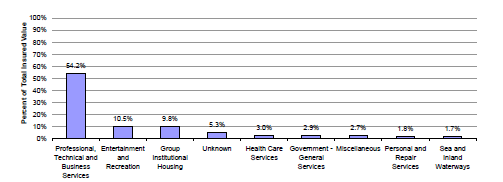 100%
90%
80%
70%
60%
50%
40%
30%
20%
10%
0%
Percent of Total Insured Value
54.2%
10.5%
9.8%
5.3%
3.0%
2.9%
2.7%
1.8%
1.7%
Professional,
Technical and
Business
Services
Entertainment
and
Recreation
Group
Institutional
Housing
Unknown
Health Care
Services
Government -
General
Services
Miscellaneous
Personal and
Repair
Services
Sea and
Inland
Waterways